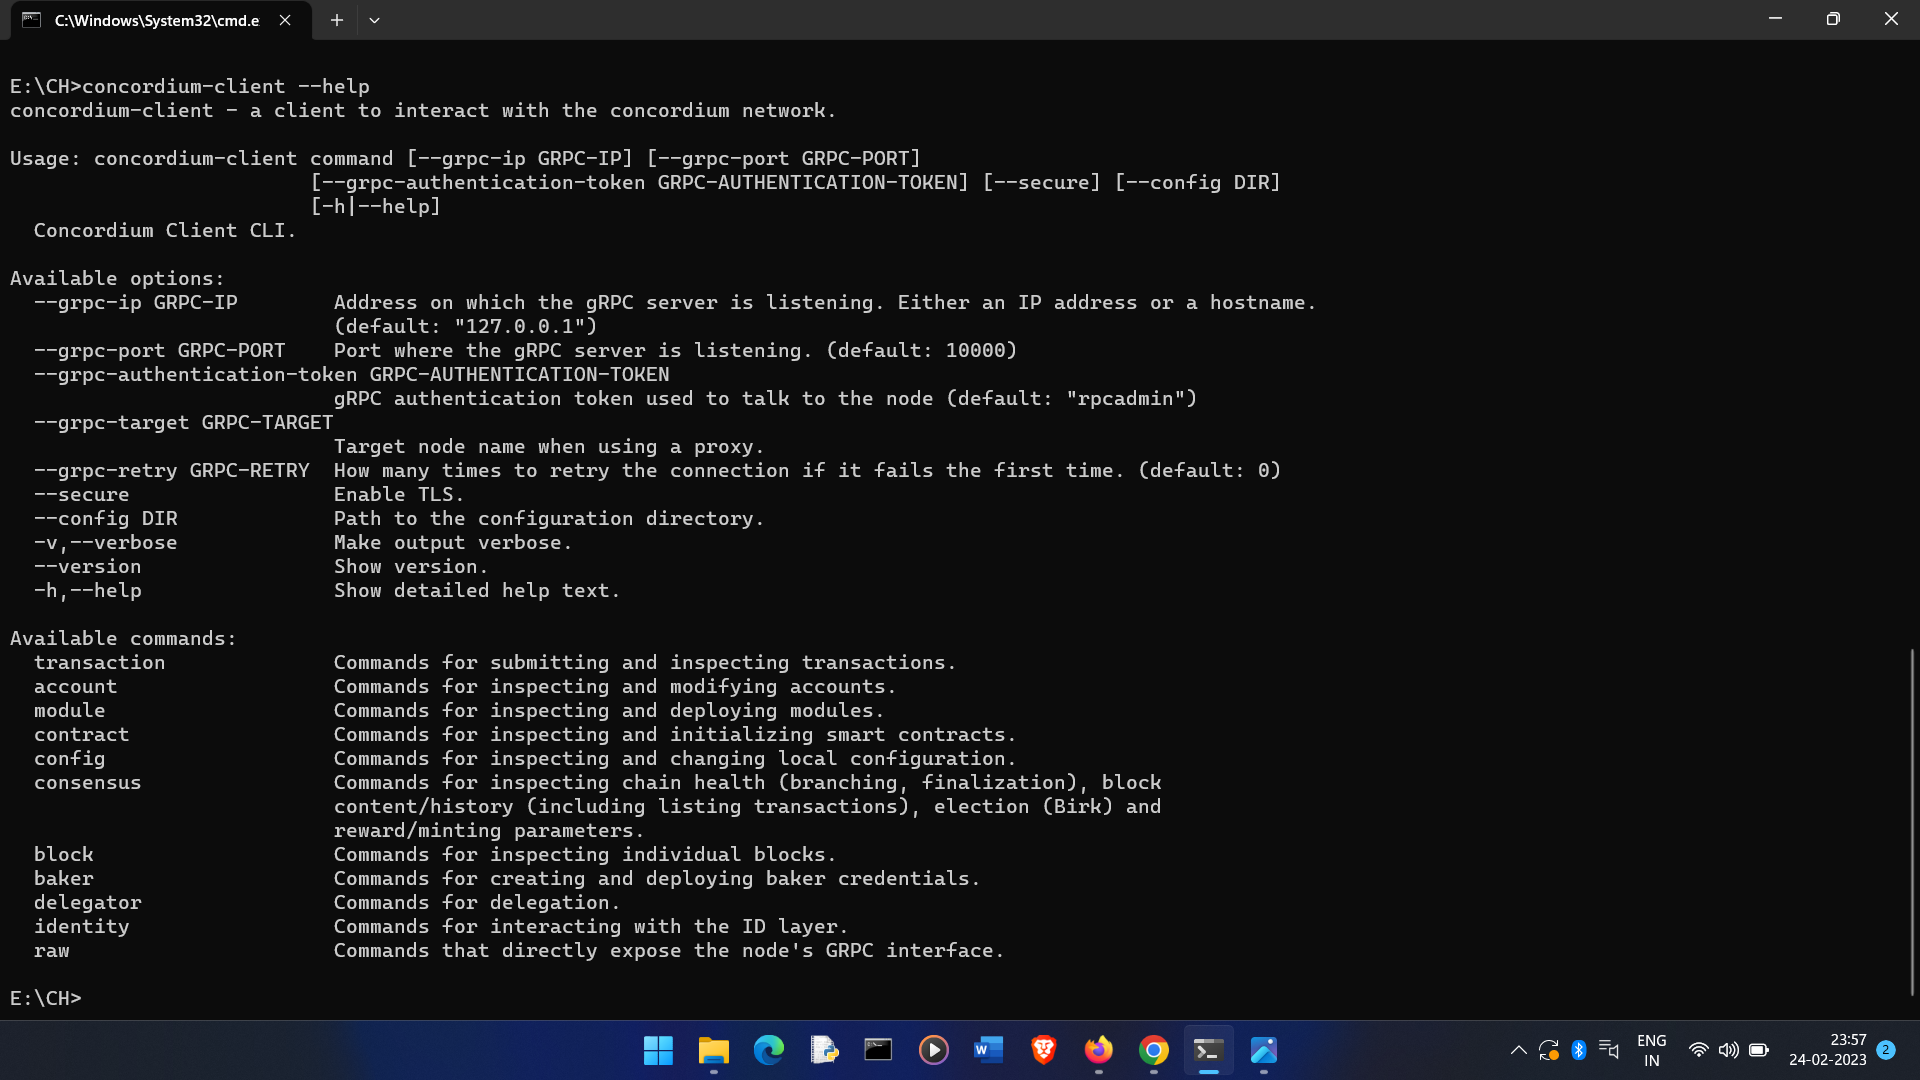 C:\Windows\System32\cmd.e
E:\CH>concordium-client --help
concordium-client - a client to interact with the concordium network.
Usage: concordium-client command [--grpc-ip GRPC-IP] [--grpc-port GRPC-PORT]
[--grpc-authentication-token GRPC-AUTHENTICATION-TOKEN] [--secure] [--config DIR]
[-h|--help]
Concordium Client CLI.
Available options:
--grpc-ip GRPC-IP Address on which the gRPC server is listening. Either an IP address or a hostname.
(default: "127.0.0.1")
--grpc-port GRPC-PORT Port where the gRPC server is listening. (default: 10000)
--grpc-authentication-token GRPC-AUTHENTICATION-TOKEN
gRPC authentication token used to talk to the node (default: "rpcadmin")
--grpc-target GRPC-TARGET
Target node name when using a proxy.
--grpc-retry GRPC-RETRY How many times to retry the connection if it fails the first time. (default: 0)
--secure Enable TLS.
--config DIR Path to the configuration directory.
-v,--verbose Make output verbose.
--version Show version.
-h,--help Show detailed help text.
Available commands:
transaction Commands for submitting and inspecting transactions.
account Commands for inspecting and modifying accounts.
module Commands for inspecting and deploying modules.
contract Commands for inspecting and initializing smart contracts.
config Commands for inspecting and changing local configuration.
consensus Commands for inspecting chain health (branching, finalization), block
content/history (including listing transactions), election (Birk) and
reward/minting parameters.
block Commands for inspecting individual blocks.
baker Commands for creating and deploying baker credentials.
delegator Commands for delegation.
identity Commands for interacting with the ID layer.
raw Commands that directly expose the node's GRPC interface.
E:\CH>
W
ENG
IN
23:57
24-02-2023
2